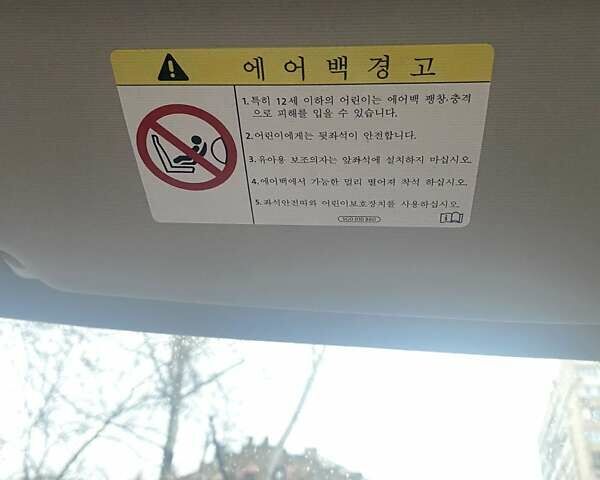 에어백경고
1. 특히 12세 이하의 어린이는 에어백 팽창·충격
으로 피해를 입을 수 있습니다.
2. 어린이에게는 뒷좌석이 안전합니다.
3. 유아용 보조의자는 앞좌석에 설치하지 마십시오.
4. 에어백에서 가능한 멀리 떨어져 착석 하십시오.
5. 좌석안전띠와 어린이보호장치를 사용하십시오.